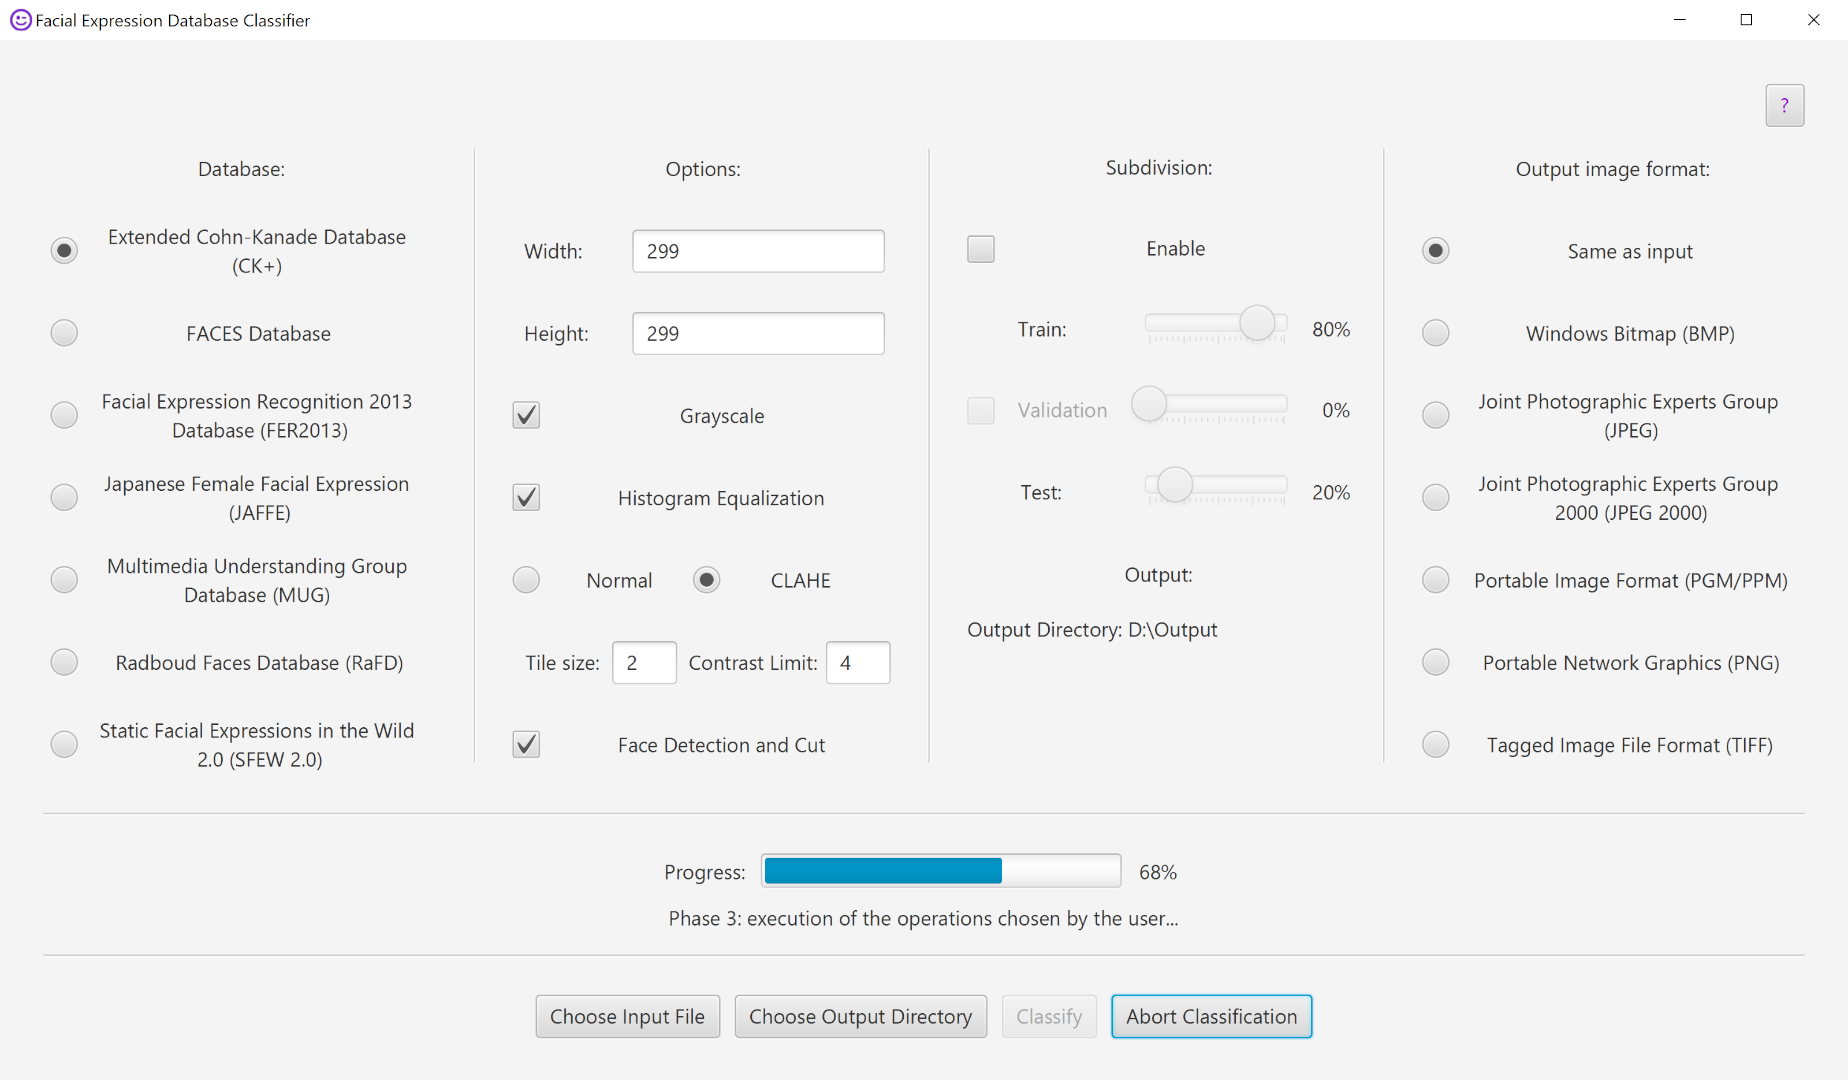 Facial Expression Database Classifier
?
Database:
Extended Cohn-Kanade Database
(CK+)
FACES Database
Facial Expression Recognition 2013
Database (FER2013)
Japanese Female Facial Expression
(JAFFE)
Multimedia Understanding Group
Database (MUG)
Radboud Faces Database (RaFD)
Static Facial Expressions in the Wild
2.0 (SFEW 2.0)
Options:
Width: 299
Height: 299
Grayscale
Histogram Equalization
Normal CLAHE
Tile size: 2 Contrast Limit: 4
Face Detection and Cut
Subdivision:
Enable
Train: 80%
Validation 0%
Test: 20%
Output:
Output Directory: D:\Output
Output image format:
Same as input
Windows Bitmap (BMP)
Joint Photographic Experts Group
(JPEG)
Joint Photographic Experts Group
2000 (JPEG 2000)
Portable Image Format (PGM/PPM)
Portable Network Graphics (PNG)
Tagged Image File Format (TIFF)
Progress: 68%
Phase 3: execution of the operations chosen by the user...
Choose Input File Choose Output Directory Classify Abort Classification